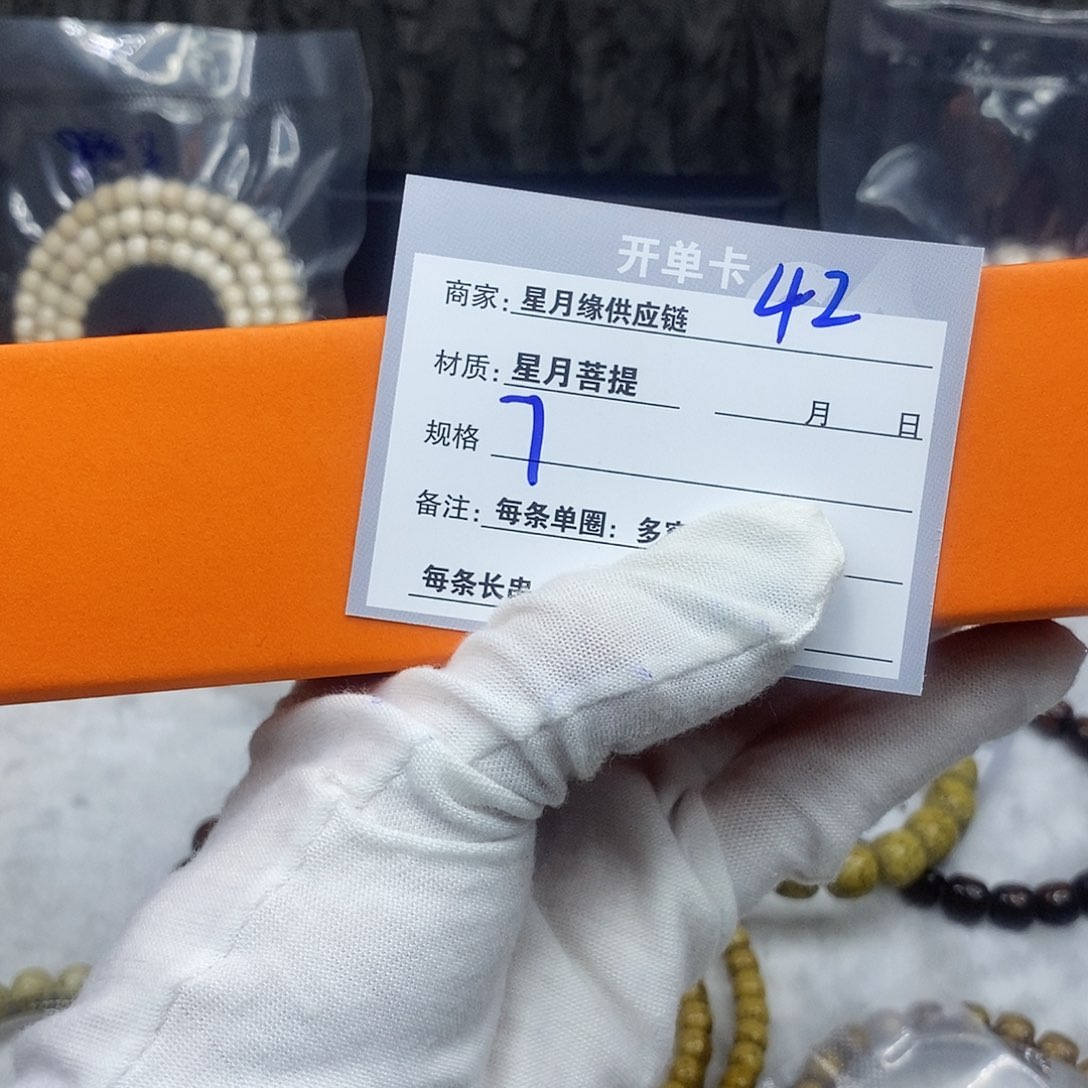 开单卡 42
商家：星月缘供应链
材质：星月菩提 月 日
规格 7
备注：每条单圈：多
每条长